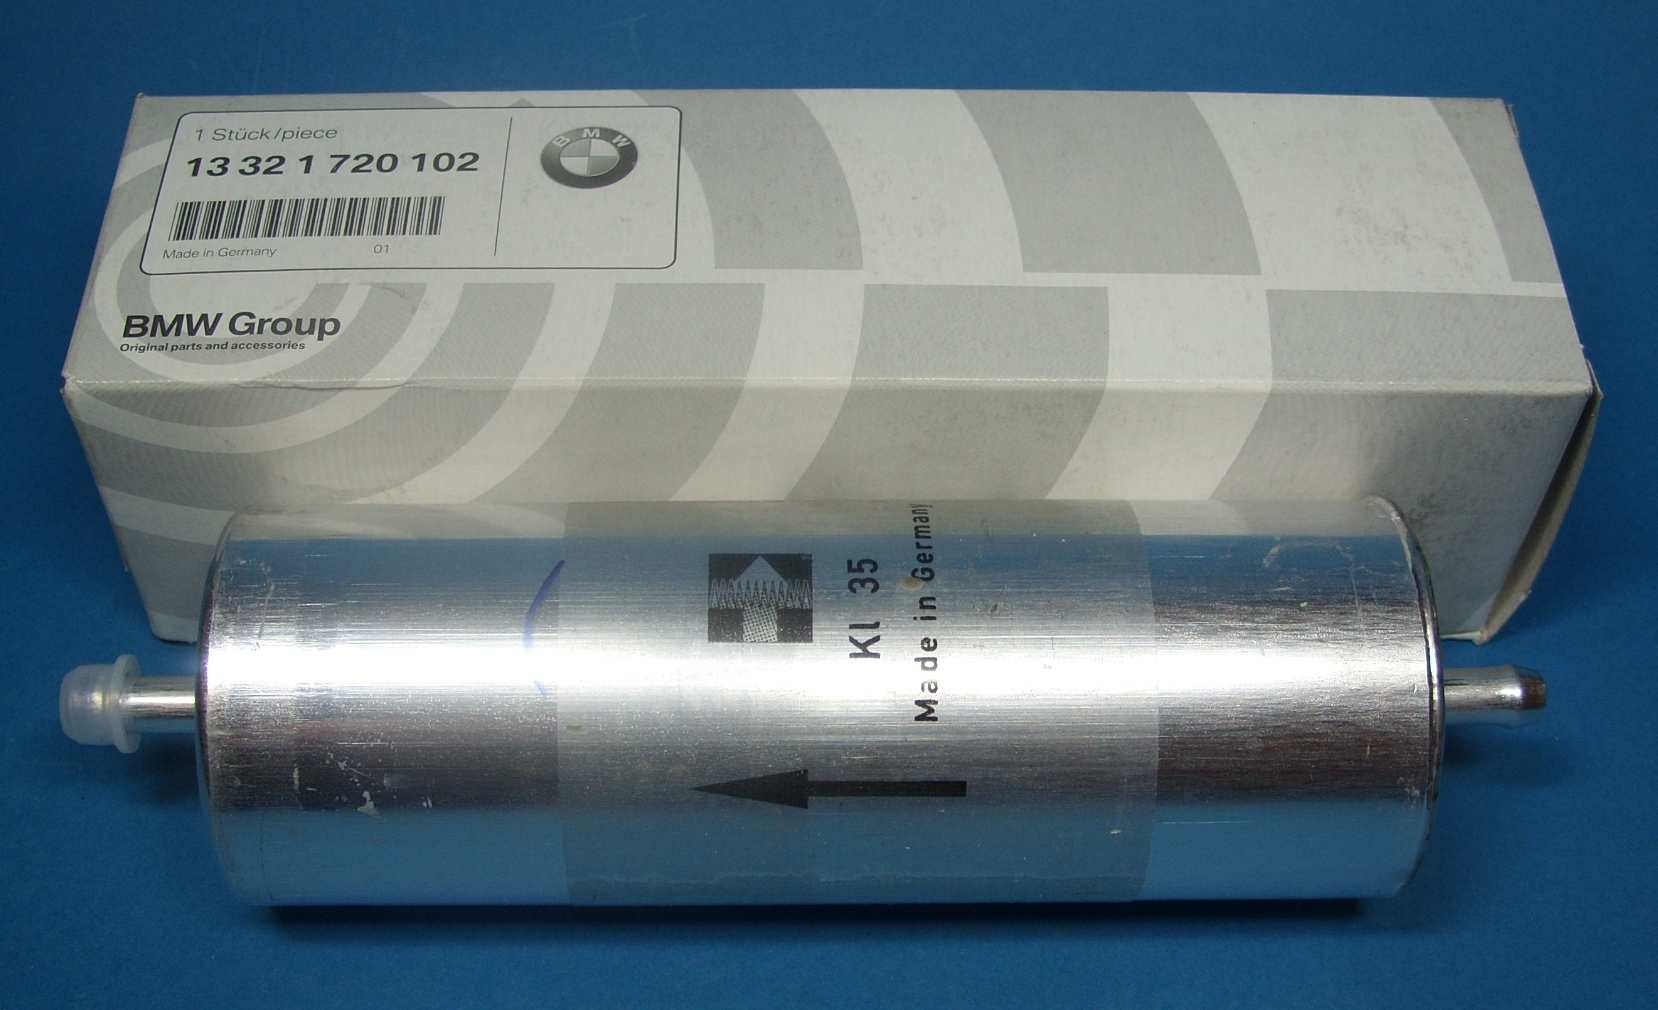 1 Stück/piece
13 32 1 720 102
Made in Germany 01
BMW
BMW Group
Original parts and accessories
KL 35
Made in Germany